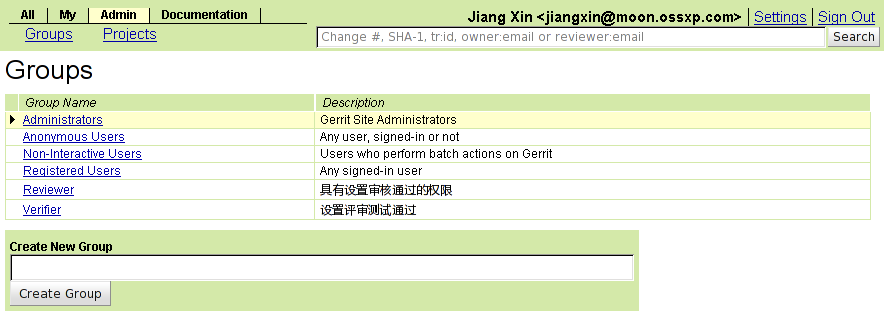 All My Admin Documentation Jiang Xin <jiangxin@moon.ossxp.com> Settings Sign Out
Groups Projects Change #, SHA-1, tr:id, owner:email or reviewer:email Search
Groups
Group Name Description
Administrators Gerrit Site Administrators
Anonymous Users Any user, signed-in or not
Non-Interactive Users Users who perform batch actions on Gerrit
Registered Users Any signed-in user
Reviewer 具有设置审核通过的权限
Verifier 设置评审测试通过
Create New Group
Create Group